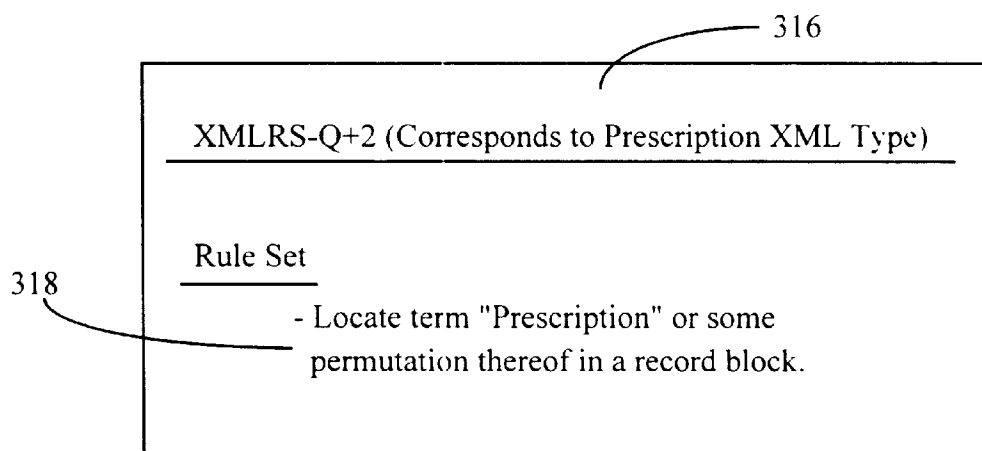 316
XMLRS-Q+2 (Corresponds to Prescription XML Type)
Rule Set
318
- Locate term "Prescription" or some
permutation thereof in a record block.